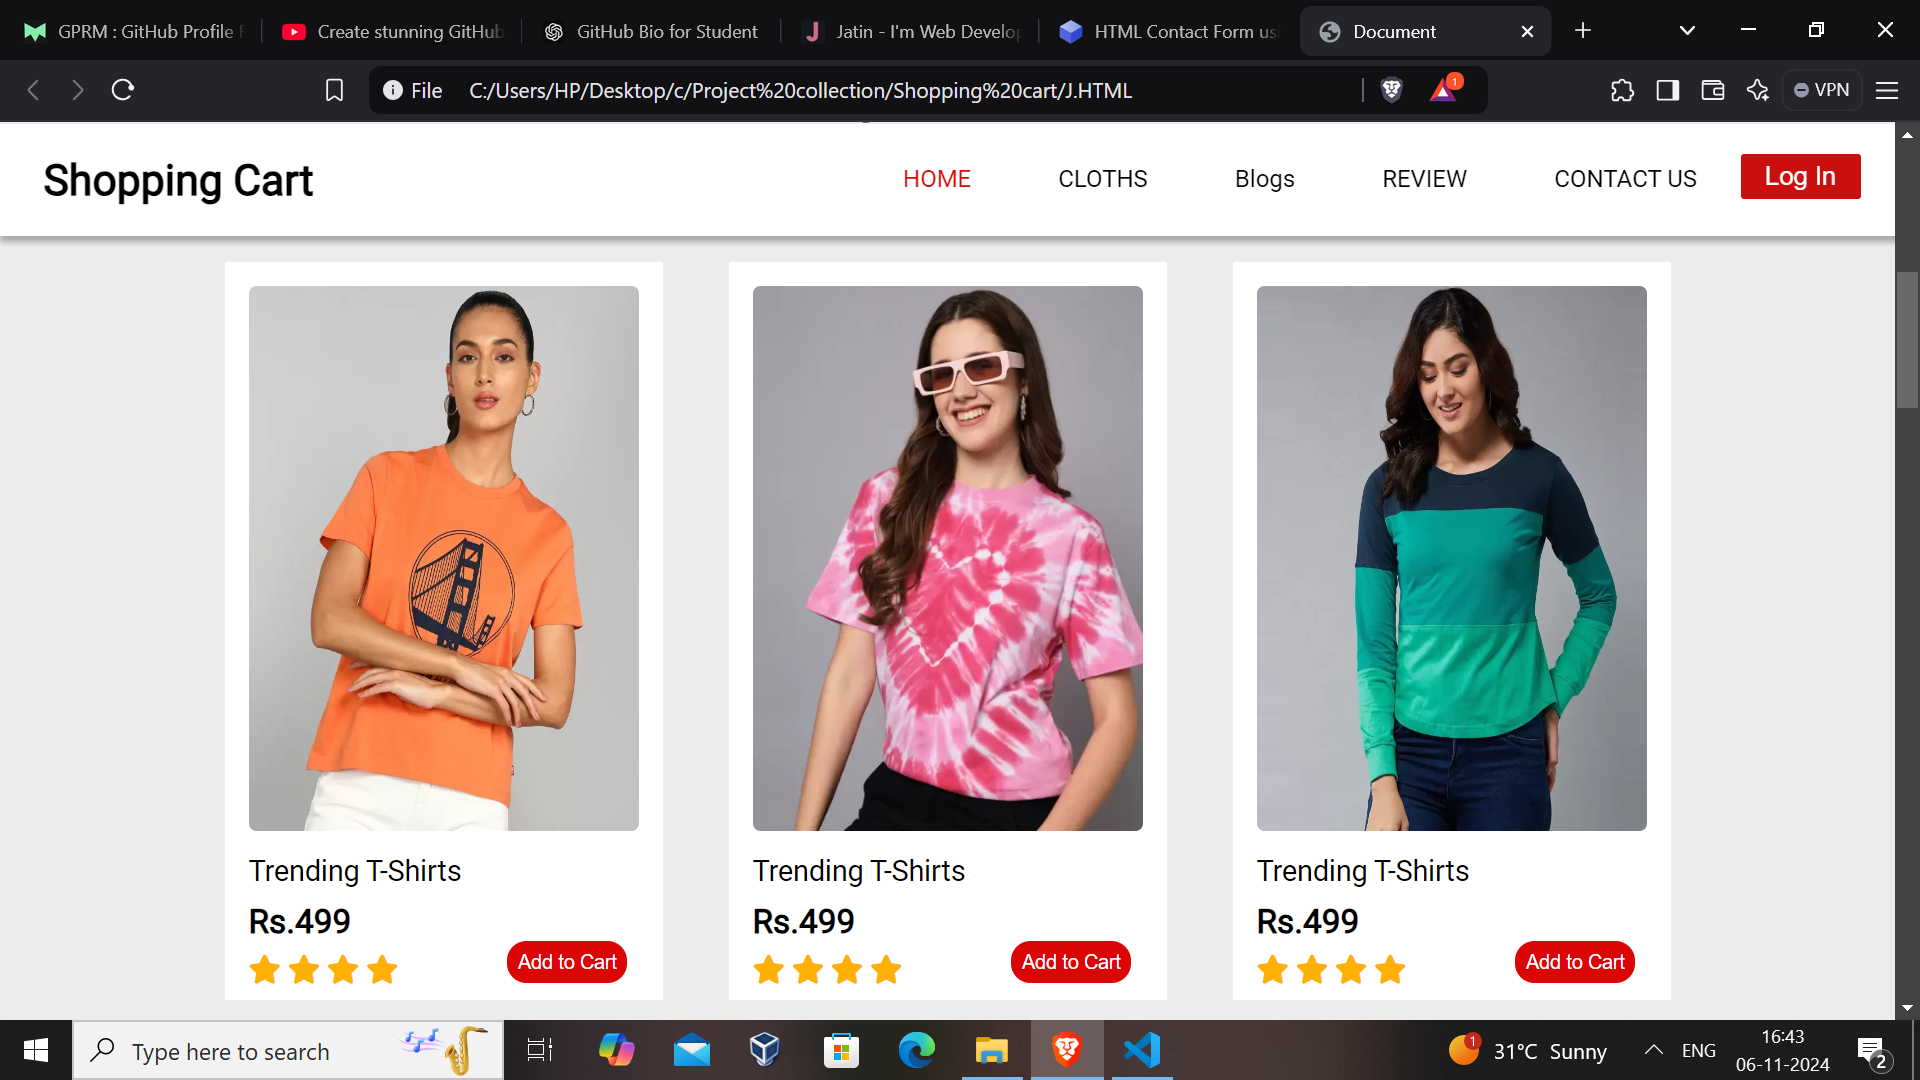 GPRM : GitHub Profile
Create stunning GitHub
GitHub Bio for Student
Jatin - I'm Web Develop
HTML Contact Form usi
Document
File C:/Users/HP/Desktop/c/Project%20collection/Shopping%20cart/J.HTML
1
VPN
Shopping Cart
HOME
CLOTHS
Blogs
REVIEW
CONTACT US
Log In
Trending T-Shirts
Rs.499
Add to Cart
Trending T-Shirts
Rs.499
Add to Cart
Trending T-Shirts
Rs.499
Add to Cart
Type here to search
1
31°C Sunny
ENG
16:43
06-11-2024
2